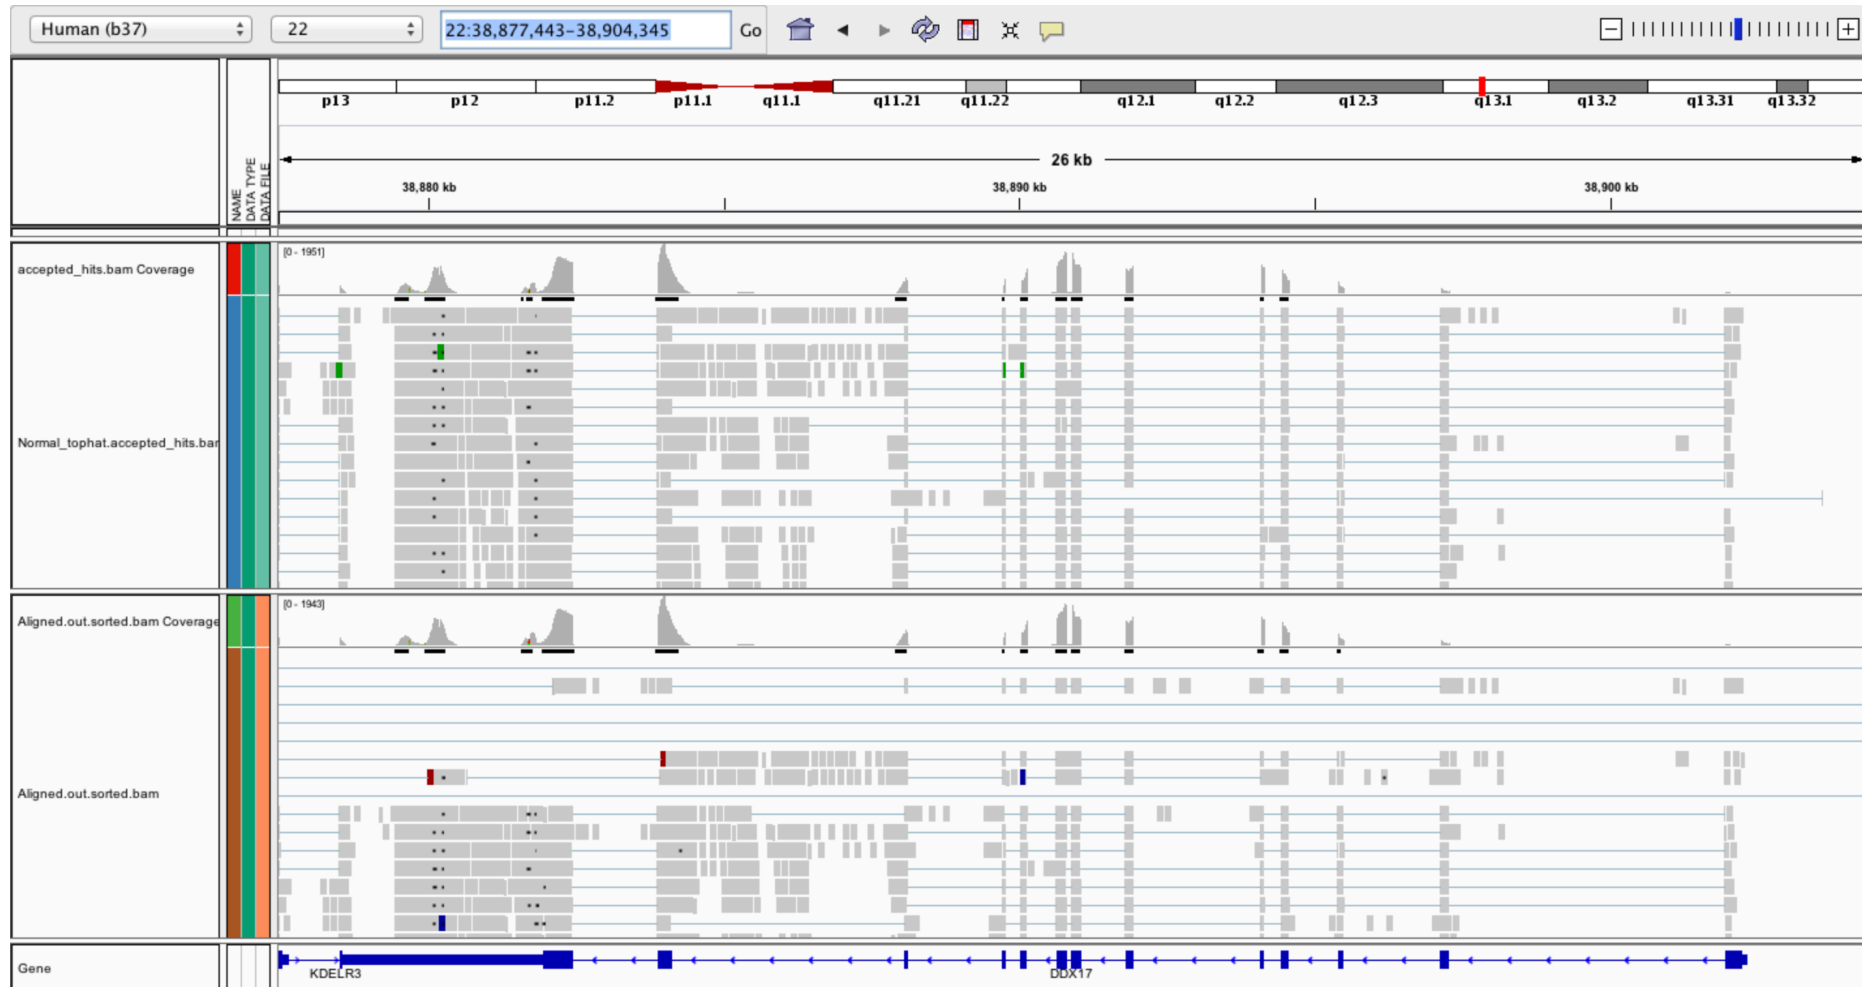 Human (b37) 22 22:38,877,443-38,904,345 Go
p13 p12 p11.2 p11.1 q11.1 q11.21 q11.22 q12.1 q12.2 q12.3 q13.1 q13.2 q13.31 q13.32
NAME
DATA TYPE
DATA FILE
26 kb
38,880 kb 38,890 kb 38,900 kb
[0 - 1951]
accepted_hits.bam Coverage
Normal_tophat.accepted_hits.bar
[0 - 1943]
Aligned.out.sorted.bam Coverage
Aligned.out.sorted.bam
Gene
KDELR3 DDX17